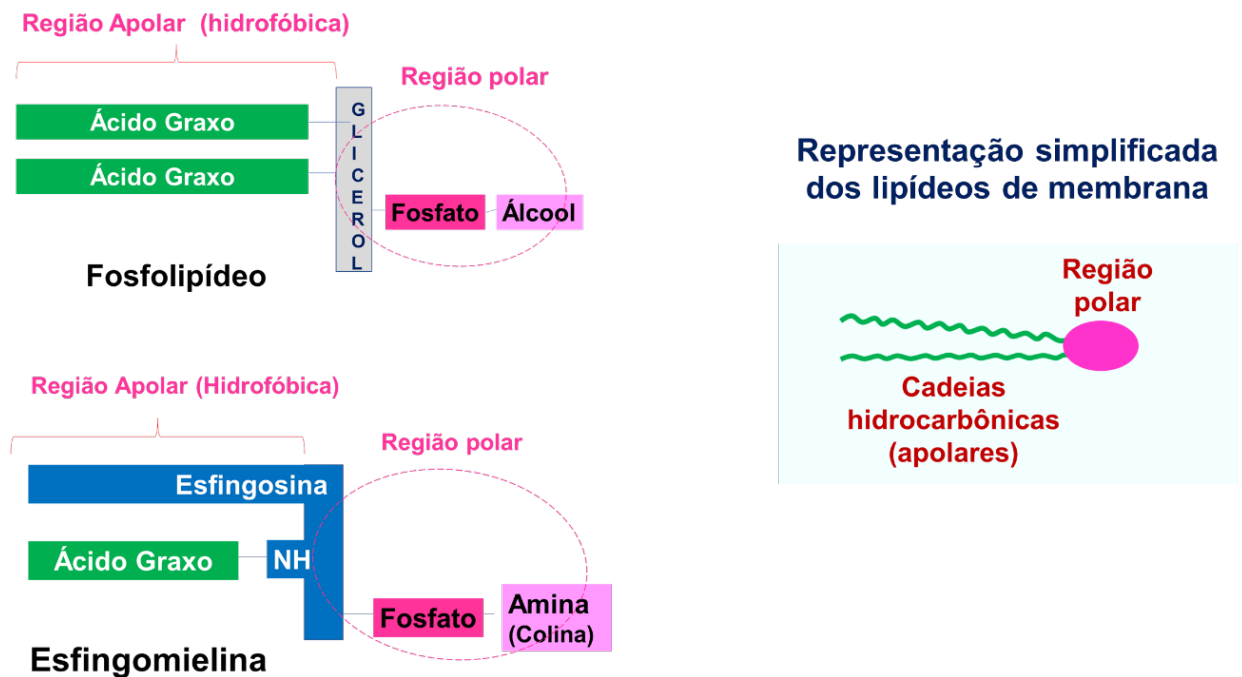 Região Apolar (hidrofóbica)
Região polar
Ácido Graxo
Ácido Graxo
GLICEROL
Fosfato
Álcool
Fosfolipídeo
Região Apolar (Hidrofóbica)
Região polar
Esfingosina
Ácido Graxo
NH
Fosfato
Amina
(Colina)
Esfingomielina
Representação simplificada
dos lipídeos de membrana
Região
polar
Cadeias
hidrocarbônicas
(apolares)